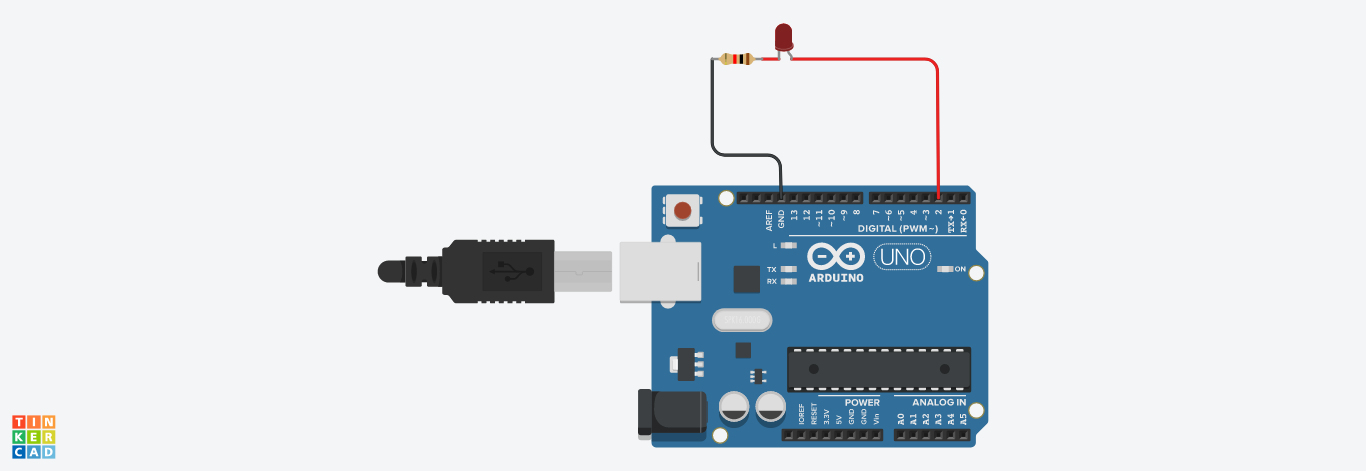 AREF
GND
13
12
~11
~10
~9
8
7
~6
~5
4
~3
2
TX→1
RX←0
DIGITAL (PWM~)
L
TX
RX
ARDUINO
UNO
ON
POWER
ANALOG IN
IOREF
RESET
3.3V
5V
GND
GND
Vin
A0
A1
A2
A3
A4
A5
TIN
KER
CAD